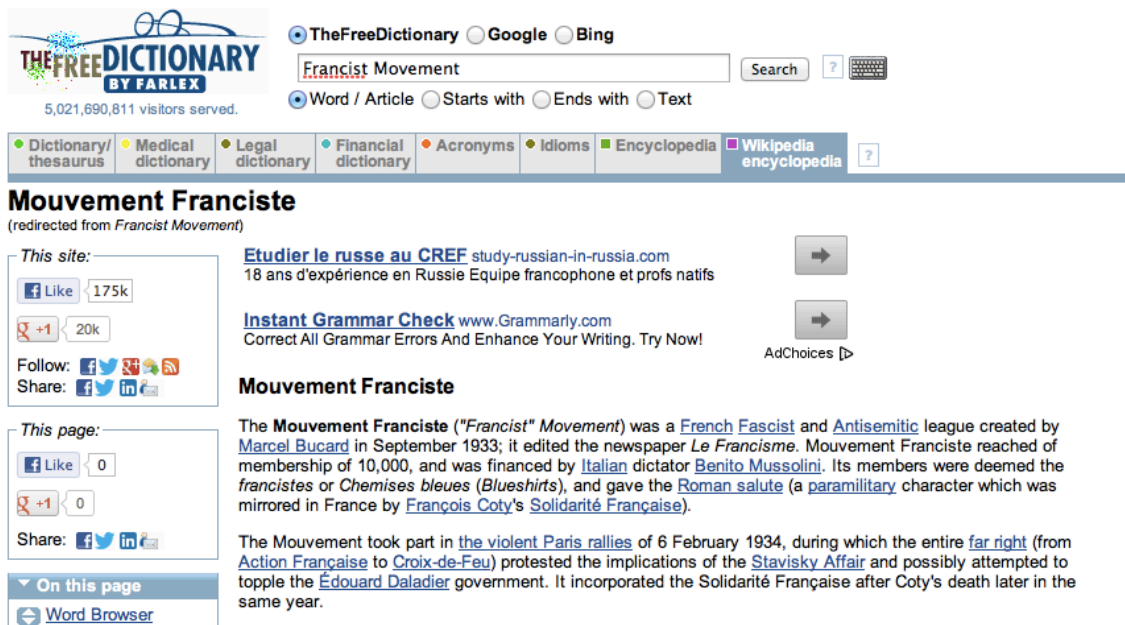 THEFREEDICTIONARY
BY FARLEX
5,021,690,811 visitors served.
TheFreeDictionary Google Bing
Francist Movement Search ?
Word / Article Starts with Ends with Text
Dictionary/ thesaurus
Medical dictionary
Legal dictionary
Financial dictionary
Acronyms
Idioms
Encyclopedia
Wikipedia encyclopedia
?
Mouvement Franciste
(redirected from Francist Movement)
This site:
Like 175k
+1 20k
Follow:
Share:
This page:
Like 0
+1 0
Share:
On this page
Word Browser
Etudier le russe au CREF study-russian-in-russia.com
18 ans d'expérience en Russie Equipe francophone et profs natifs
Instant Grammar Check www.Grammarly.com
Correct All Grammar Errors And Enhance Your Writing. Try Now!
AdChoices
Mouvement Franciste
The Mouvement Franciste ("Francist" Movement) was a French Fascist and Antisemitic league created by
Marcel Bucard in September 1933; it edited the newspaper Le Francisme. Mouvement Franciste reached of
membership of 10,000, and was financed by Italian dictator Benito Mussolini. Its members were deemed the
francistes or Chemises bleues (Blueshirts), and gave the Roman salute (a paramilitary character which was
mirrored in France by François Coty's Solidarité Française).
The Movement took part in the violent Paris rallies of 6 February 1934, during which the entire far right (from
Action Française to Croix-de-Feu) protested the implications of the Stavisky Affair and possibly attempted to
topple the Édouard Daladier government. It incorporated the Solidarité Française after Coty's death later in the
same year.